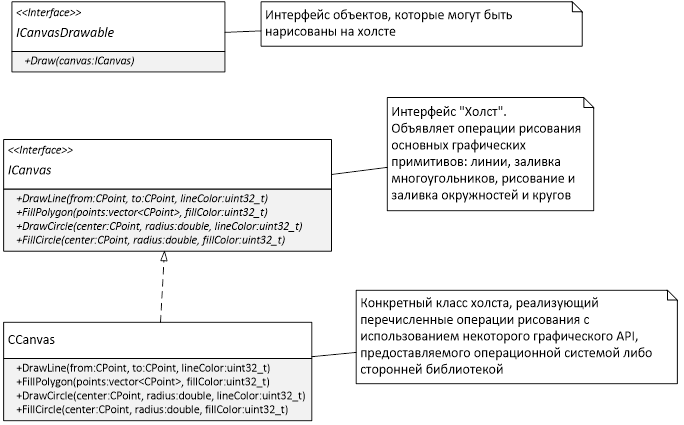 <<Interface>>
ICanvasDrawable
+Draw(canvas:ICanvas)
Интерфейс объектов, которые могут быть
нарисованы на холсте
<<Interface>>
ICanvas
+DrawLine(from:CPoint, to:CPoint, lineColor:uint32_t)
+FillPolygon(points:vector<CPoint>, fillColor:uint32_t)
+DrawCircle(center:CPoint, radius:double, lineColor:uint32_t)
+FillCircle(center:CPoint, radius:double, fillColor:uint32_t)
Интерфейс "Холст".
Объявляет операции рисования
основных графических
примитивов: линии, заливка
многоугольников, рисование и
заливка окружностей и кругов
CCanvas
+DrawLine(from:CPoint, to:CPoint, lineColor:uint32_t)
+FillPolygon(points:vector<CPoint>, fillColor:uint32_t)
+DrawCircle(center:CPoint, radius:double, lineColor:uint32_t)
+FillCircle(center:CPoint, radius:double, fillColor:uint32_t)
Конкретный класс холста, реализующий
перечисленные операции рисования с
использованием некоторого графического API,
предоставляемого операционной системой либо
сторонней библиотекой